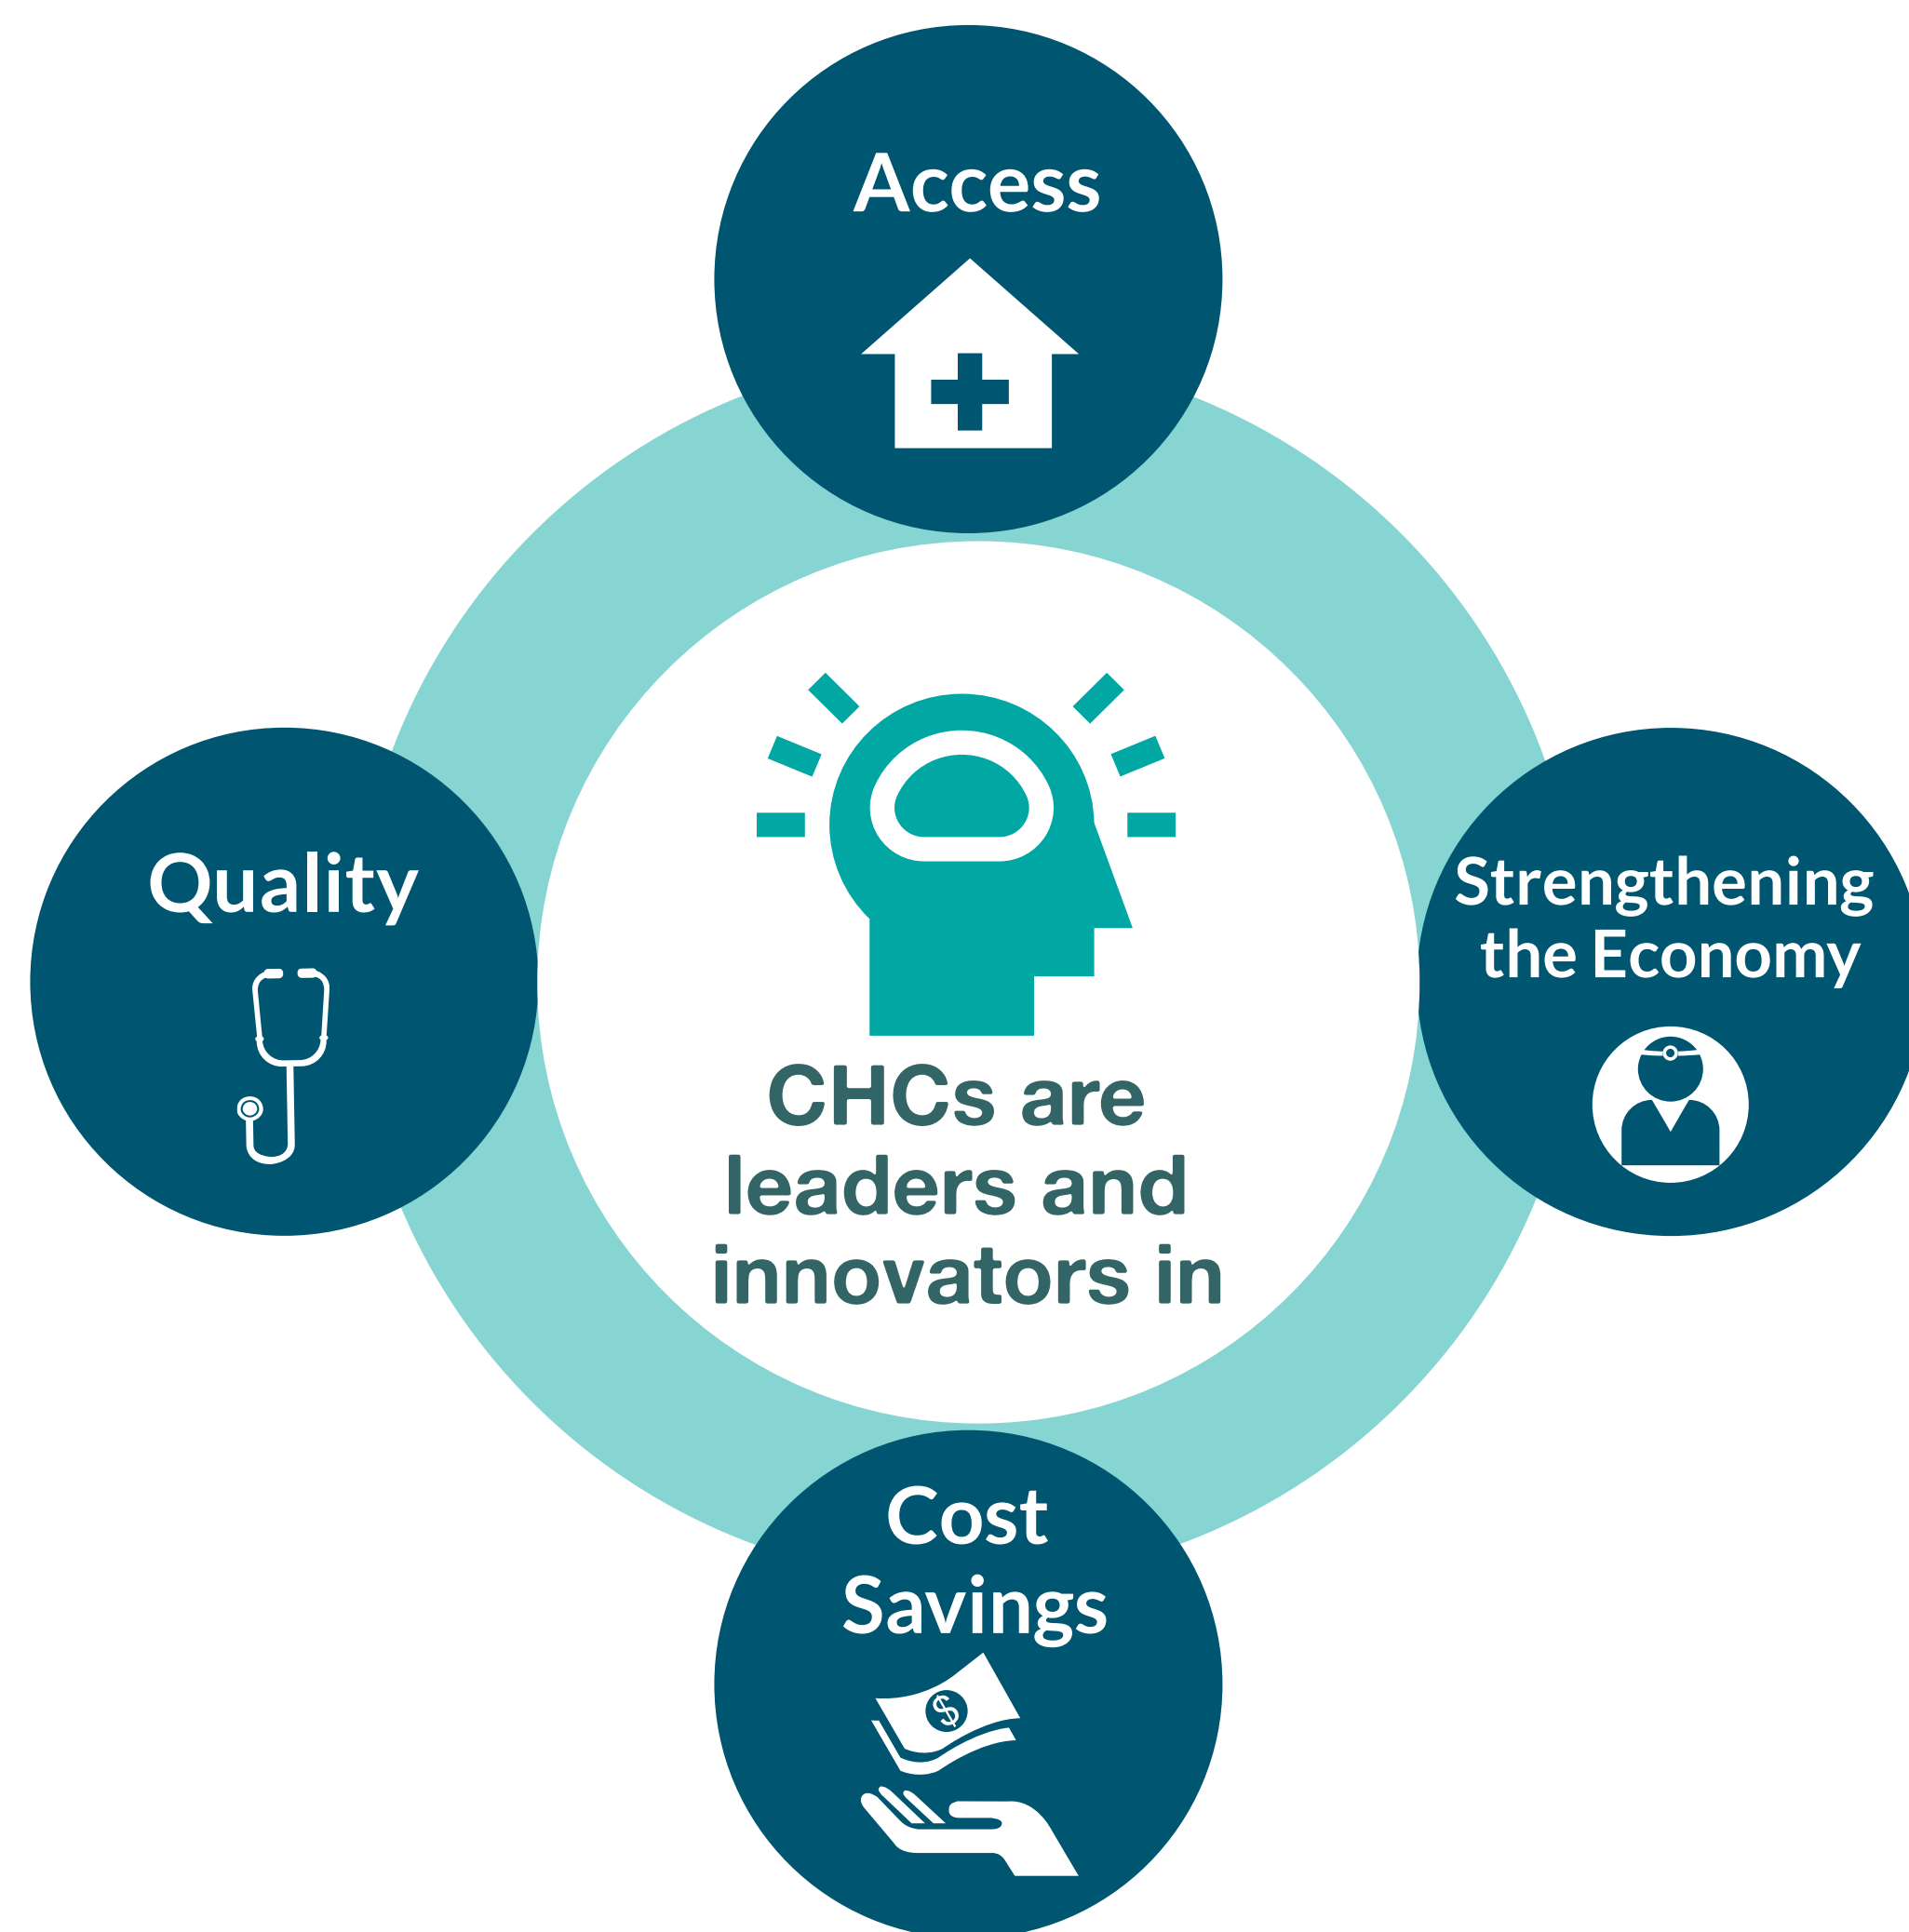 Access
Quality
Strengthening
the Economy
CHCs are
leaders and
innovators in
Cost
Savings
$